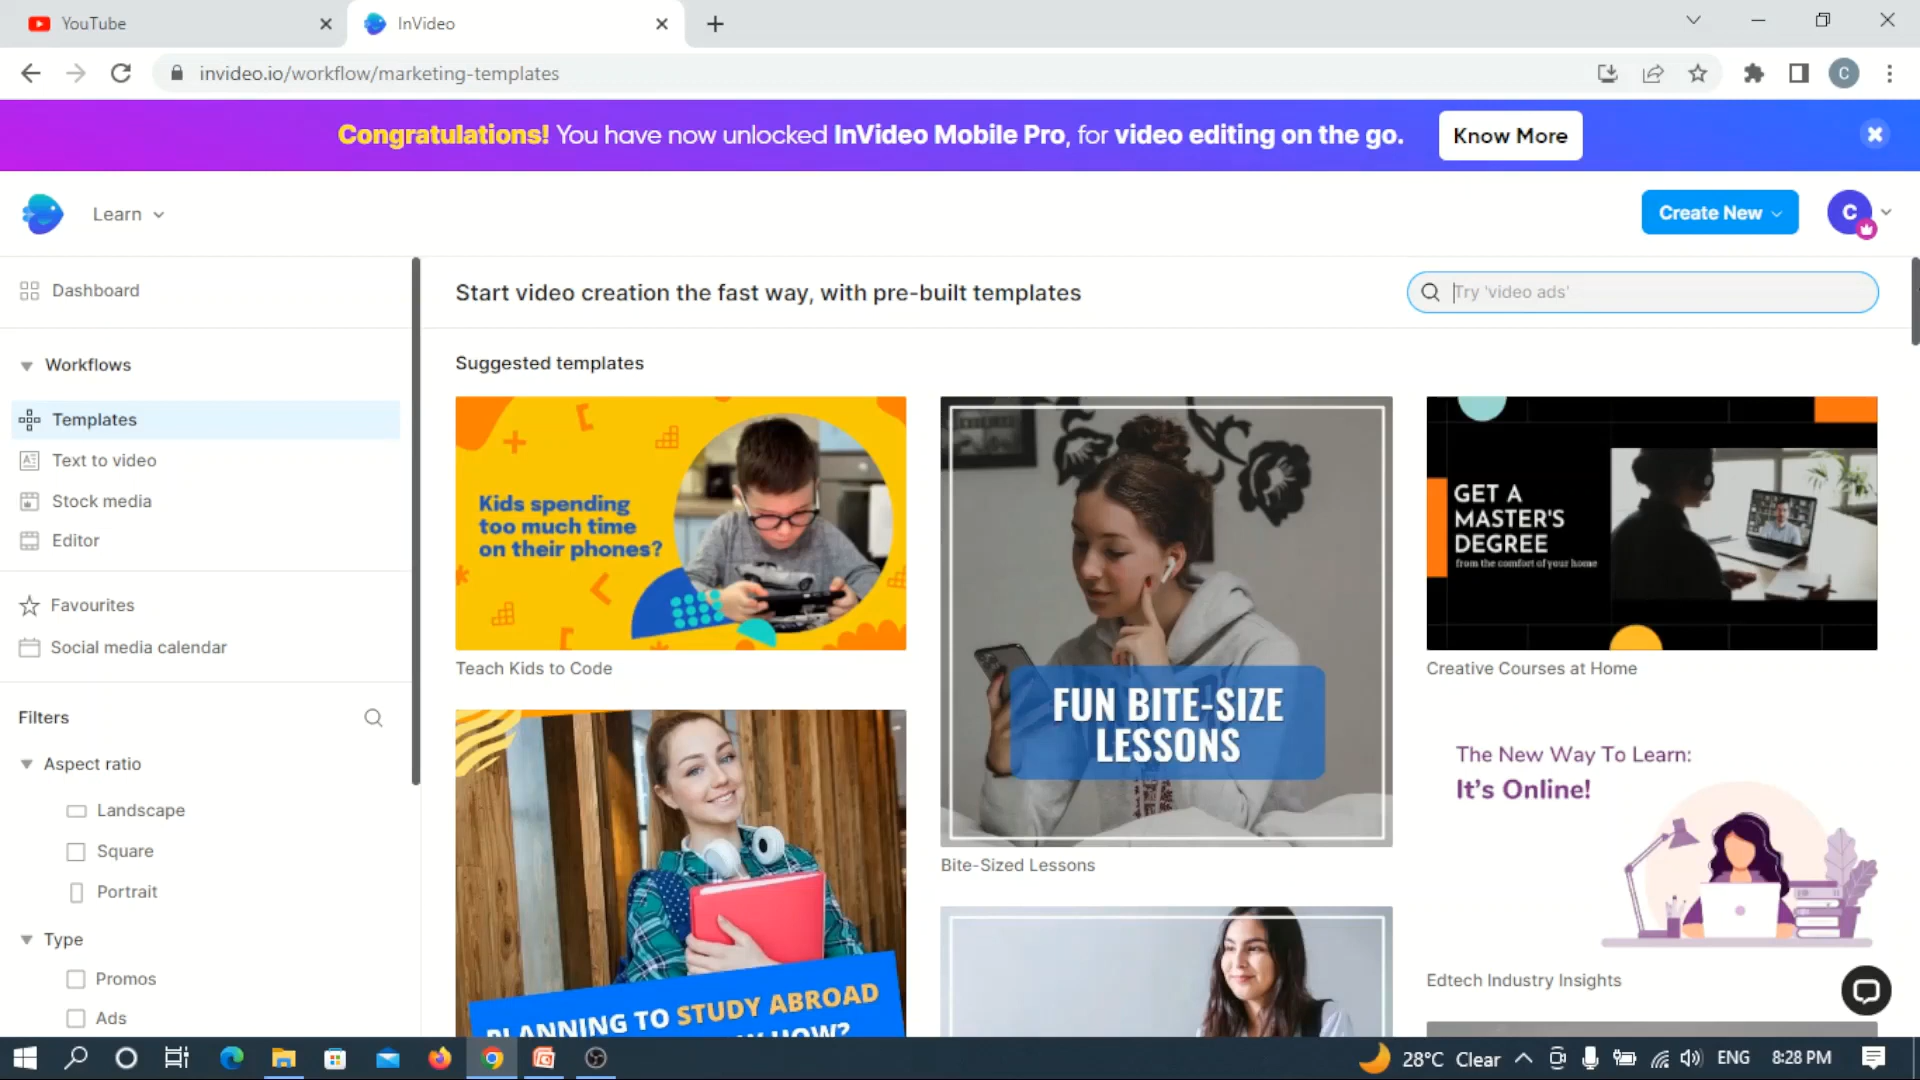 YouTube
InVideo
invideo.io/workflow/marketing-templates
C
Congratulations! You have now unlocked InVideo Mobile Pro, for video editing on the go.
Know More
Learn
Create New
C
Dashboard
Start video creation the fast way, with pre-built templates
Try 'video ads'
Workflows
Templates
Text to video
Stock media
Editor
Favourites
Social media calendar
Filters
Aspect ratio
Landscape
Square
Portrait
Type
Promos
Ads
Suggested templates
Kids spending
too much time
on their phones?
Teach Kids to Code
PLANNING TO STUDY ABROAD
HOW?
FUN BITE-SIZE
LESSONS
Bite-Sized Lessons
GET A
MASTER'S
DEGREE
from the comfort of your home
Creative Courses at Home
The New Way To Learn:
It's Online!
Edtech Industry Insights
28°C Clear
ENG
8:28 PM